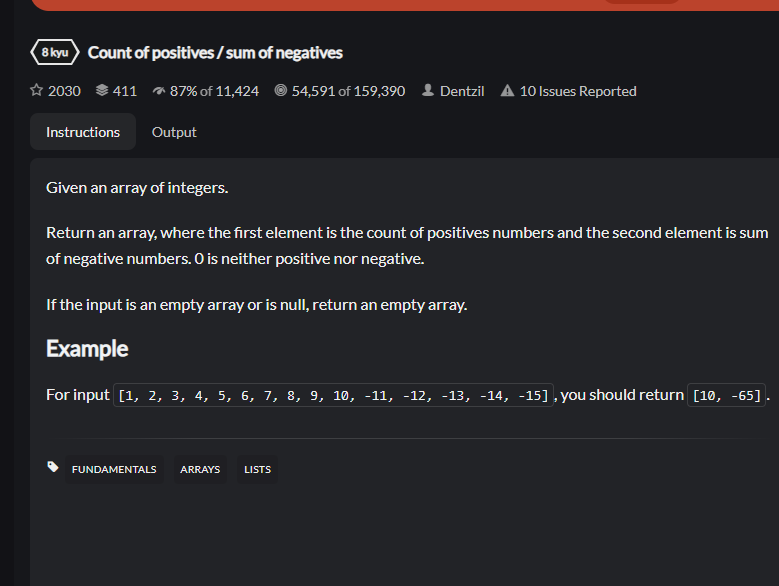 8 kyu Count of positives / sum of negatives
2030 411 87% of 11,424 54,591 of 159,390 Dentzil 10 Issues Reported
Instructions Output
Given an array of integers.
Return an array, where the first element is the count of positives numbers and the second element is sum
of negative numbers. 0 is neither positive nor negative.
If the input is an empty array or is null, return an empty array.
Example
For input [1, 2, 3, 4, 5, 6, 7, 8, 9, 10, -11, -12, -13, -14, -15], you should return [10, -65].
FUNDAMENTALS ARRAYS LISTS